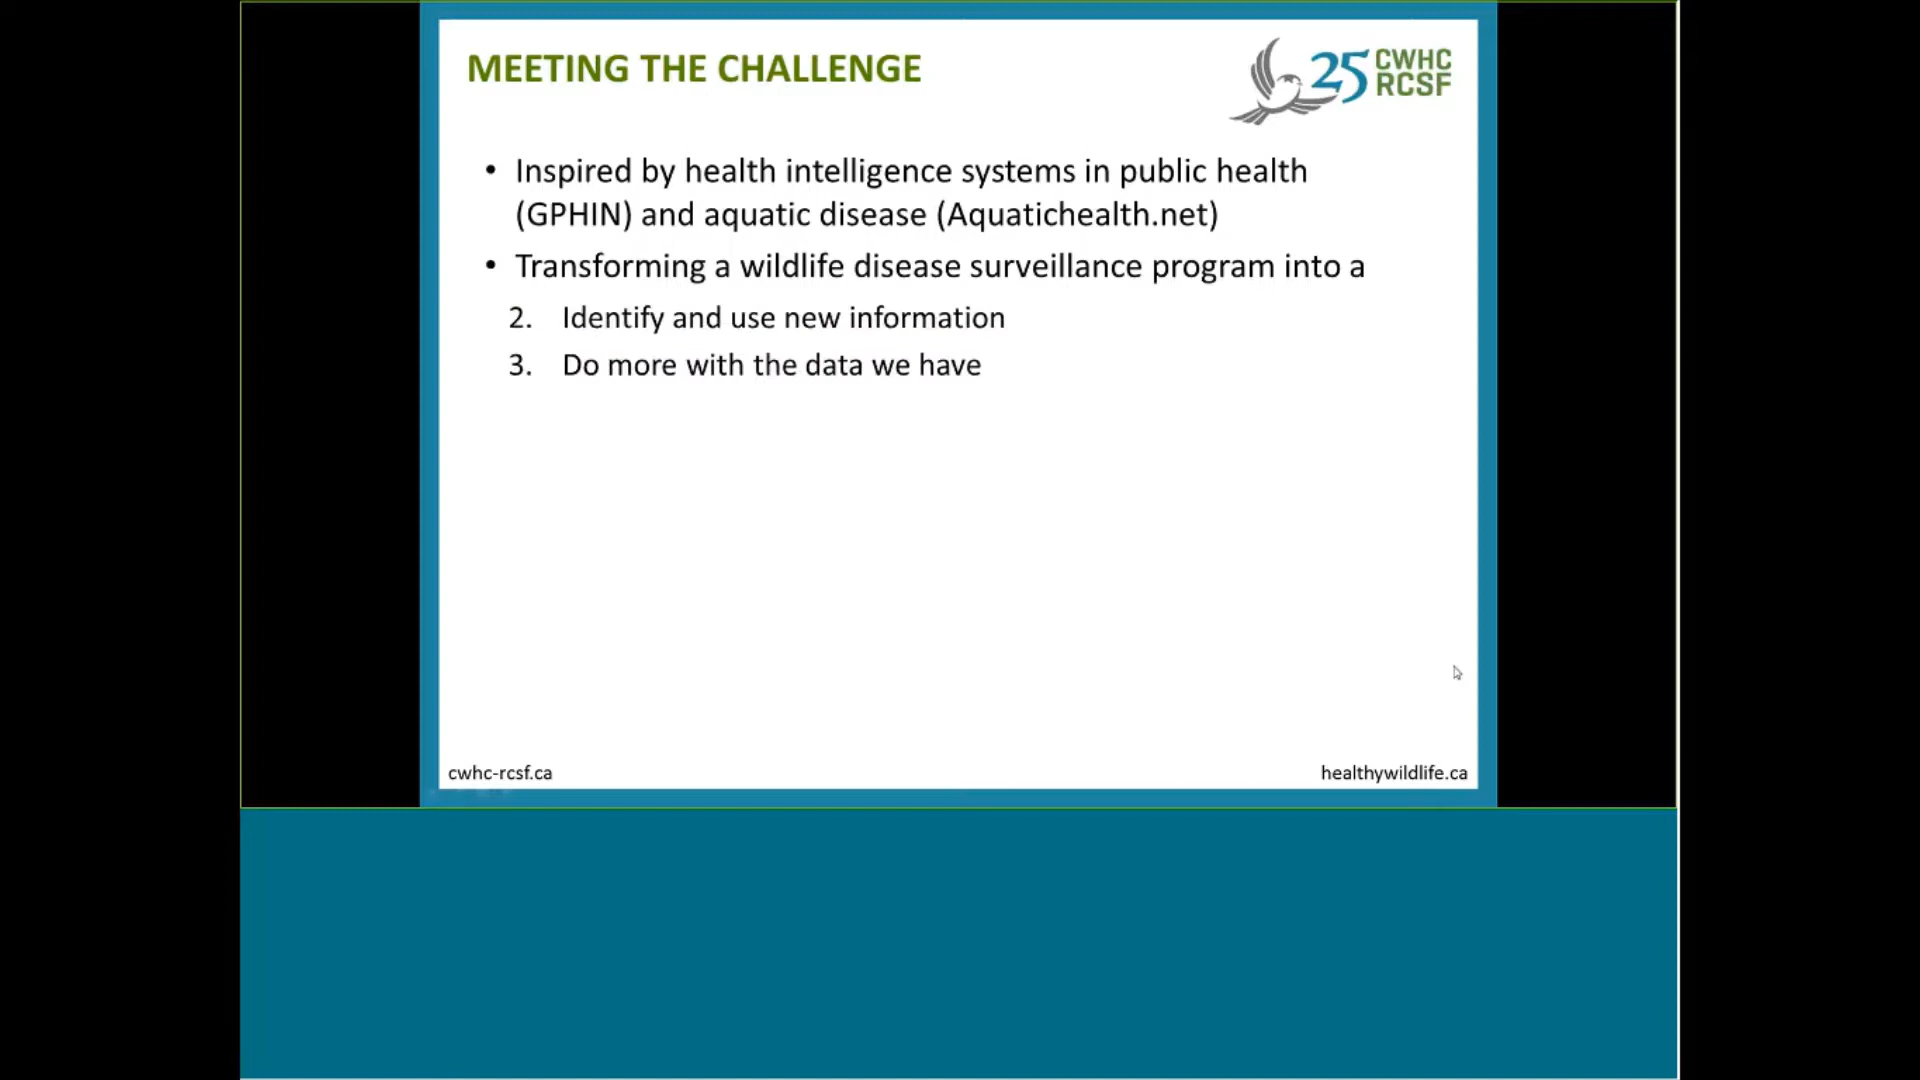 MEETING THE CHALLENGE
25 CWHC
RCSF
• Inspired by health intelligence systems in public health
(GPHIN) and aquatic disease (Aquatichealth.net)
• Transforming a wildlife disease surveillance program into a
2. Identify and use new information
3. Do more with the data we have
cwhc-rcsf.ca
healthywildlife.ca